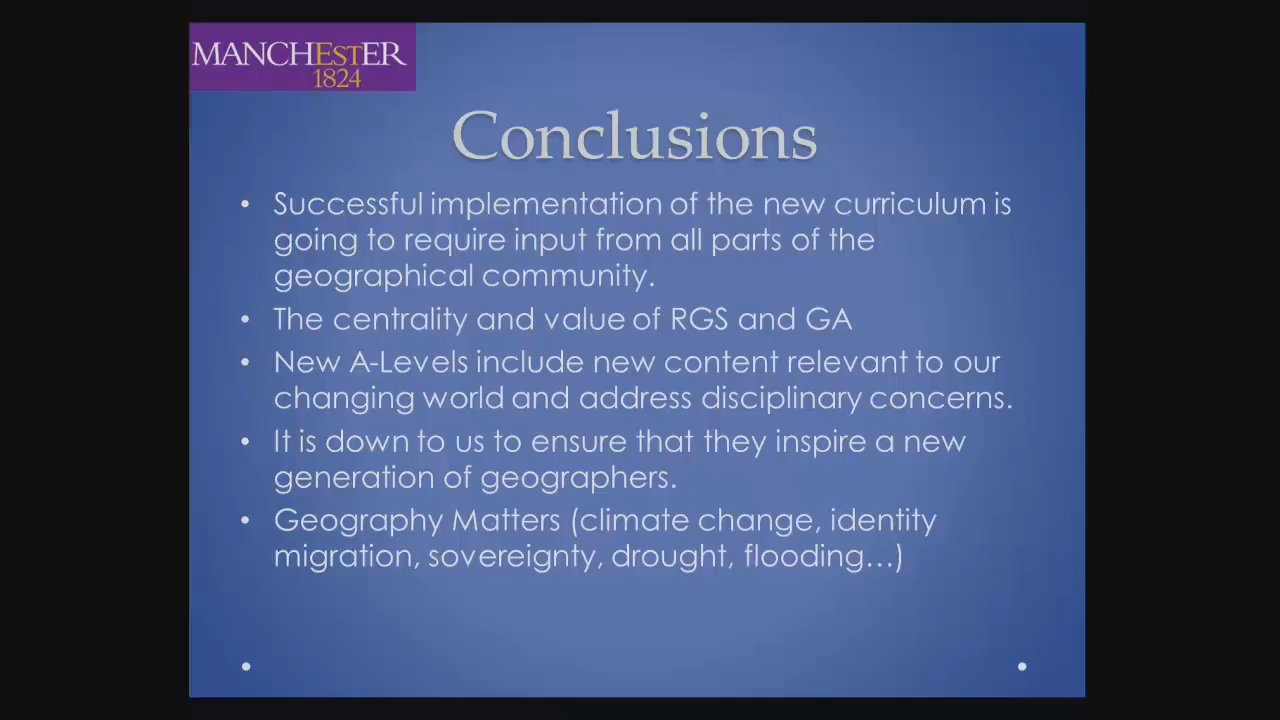 MANCHESTER
1824
Conclusions
• Successful implementation of the new curriculum is
going to require input from all parts of the
geographical community.
• The centrality and value of RGS and GA
• New A-Levels include new content relevant to our
changing world and address disciplinary concerns.
• It is down to us to ensure that they inspire a new
generation of geographers.
• Geography Matters (climate change, identity
migration, sovereignty, drought, flooding…)